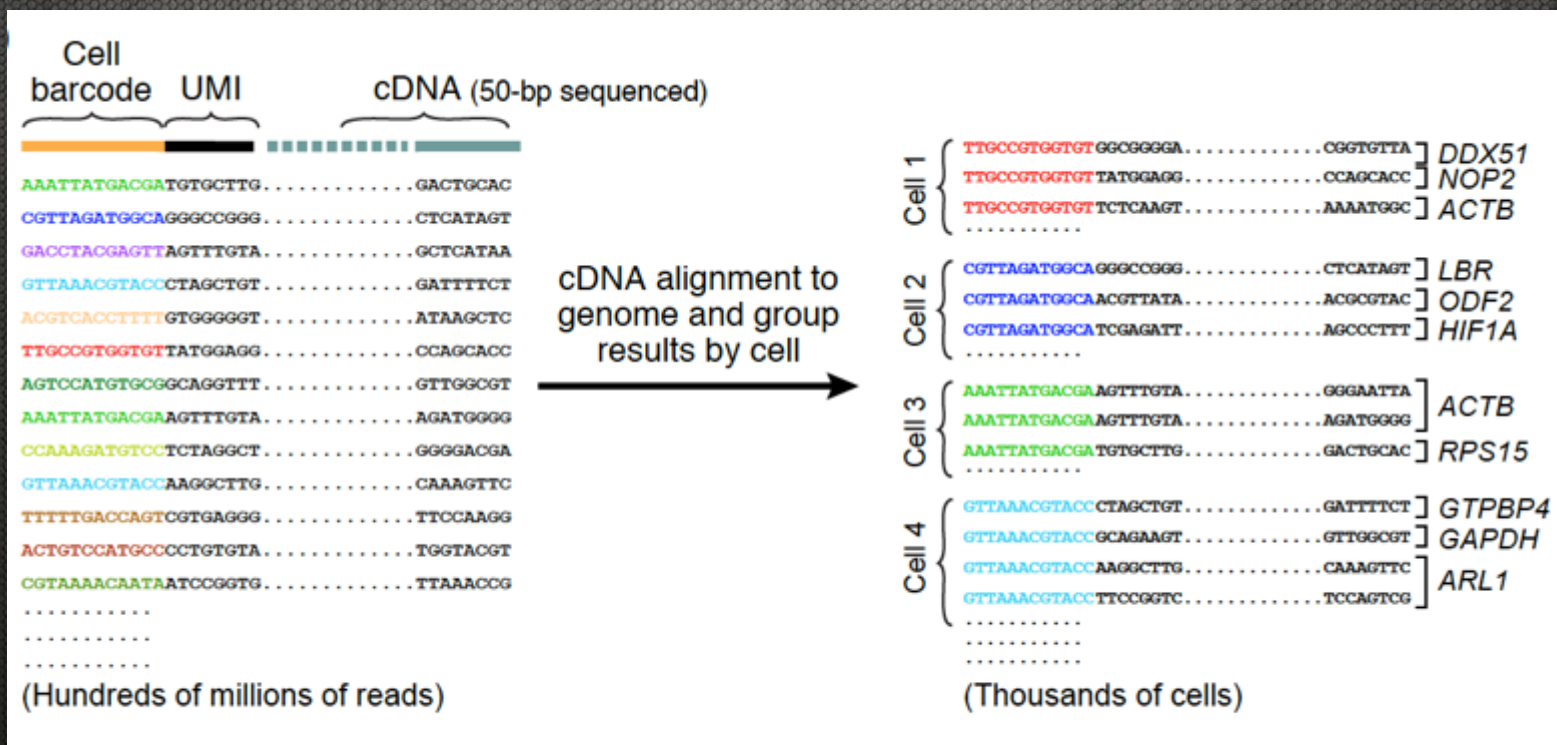 Cell
barcode UMI cDNA (50-bp sequenced)
AAATTATGACGATGTGCTTG.............GACTGCAC
CGTTAGATGGCAGGGCCGGG.............CTCATAGT
GACCTACGAGTTAGTTTGTA.............GCTCATAA
GTTAAACGTACCCTAGCTGT.............GATTTTCT
ACGTCACCTTTTGTGGGGGT.............ATAAGCTC
TTGCCGTGGTGTTATGGAGG.............CCAGCACC
AGTCCATGTGCGGCAGGTTT.............GTTGGCGT
AAATTATGACGAAGTTTGTA.............AGATGGGG
CCAAAGATGTCCTCTAGGCT.............GGGGACGA
GTTAAACGTACCAAGGCTTG.............CAAAGTTC
TTTTTGACCAGTCGTGAGGG.............TTCCAAGG
ACTGTCCATGCCCCTGTGTA.............TGGTACGT
CGTAAAACAATAATCCGGTG.............TTAAACCG
...........
...........
...........
(Hundreds of millions of reads)
cDNA alignment to
genome and group
results by cell
Cell 1
TTGCCGTGGTGTGGCGGGGA.............CGGTGTTA DDX51
TTGCCGTGGTGTTATGGAGG.............CCAGCACC NOP2
TTGCCGTGGTGTTCTCAAGT.............AAAATGGC ACTB
...........
Cell 2
CGTTAGATGGCAGGGCCGGG.............CTCATAGT LBR
CGTTAGATGGCAACGTTATA.............ACGCGTAC ODF2
CGTTAGATGGCATCGAGATT.............AGCCCTTT HIF1A
...........
Cell 3
AAATTATGACGAAGTTTGTA.............GGGAATTA
ACTB
AAATTATGACGAAGTTTGTA.............AGATGGGG
AAATTATGACGATGTGCTTG.............GACTGCAC RPS15
...........
Cell 4
GTTAAACGTACCCTAGCTGT.............GATTTTCT GTPBP4
GTTAAACGTACCGCAGAAGT.............GTTGGCGT GAPDH
GTTAAACGTACCAAGGCTTG.............CAAAGTTC
ARL1
GTTAAACGTACCTTCCGGTC.............TCCAGTCG
...........
...........
...........
(Thousands of cells)